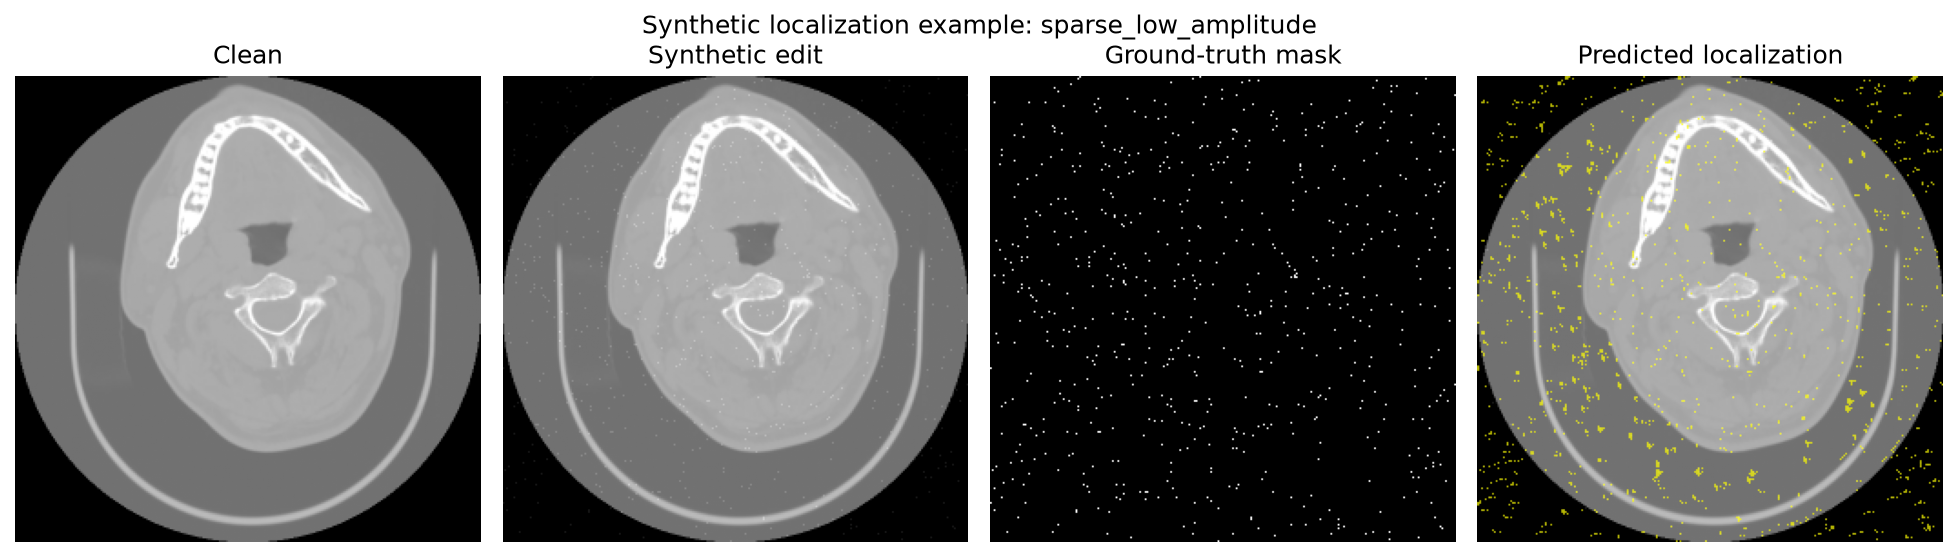 Synthetic localization example: sparse_low_amplitude
Clean
Synthetic edit
Ground-truth mask
Predicted localization